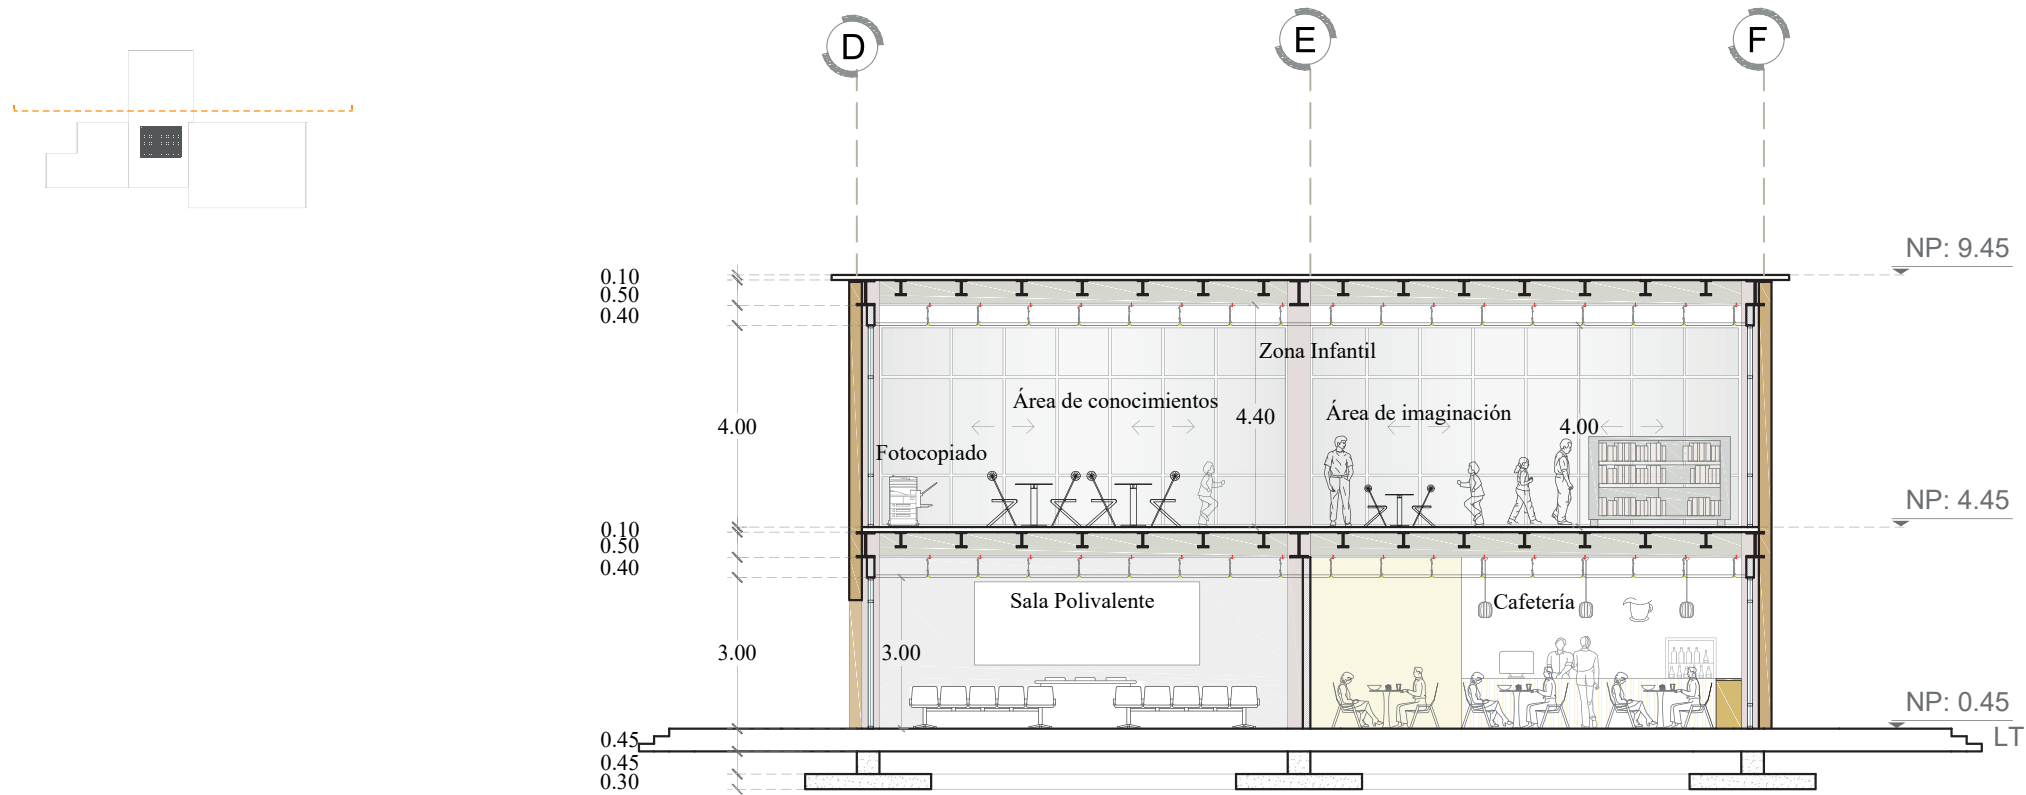 D E F
NP: 9.45
0.10
0.50
0.40
Zona Infantil
Área de conocimientos
Área de imaginación
4.40
4.00
4.00
Fotocopiado
NP: 4.45
0.10
0.50
0.40
Sala Polivalente
Cafetería
3.00
3.00
NP: 0.45
LT
0.45
0.45
0.30